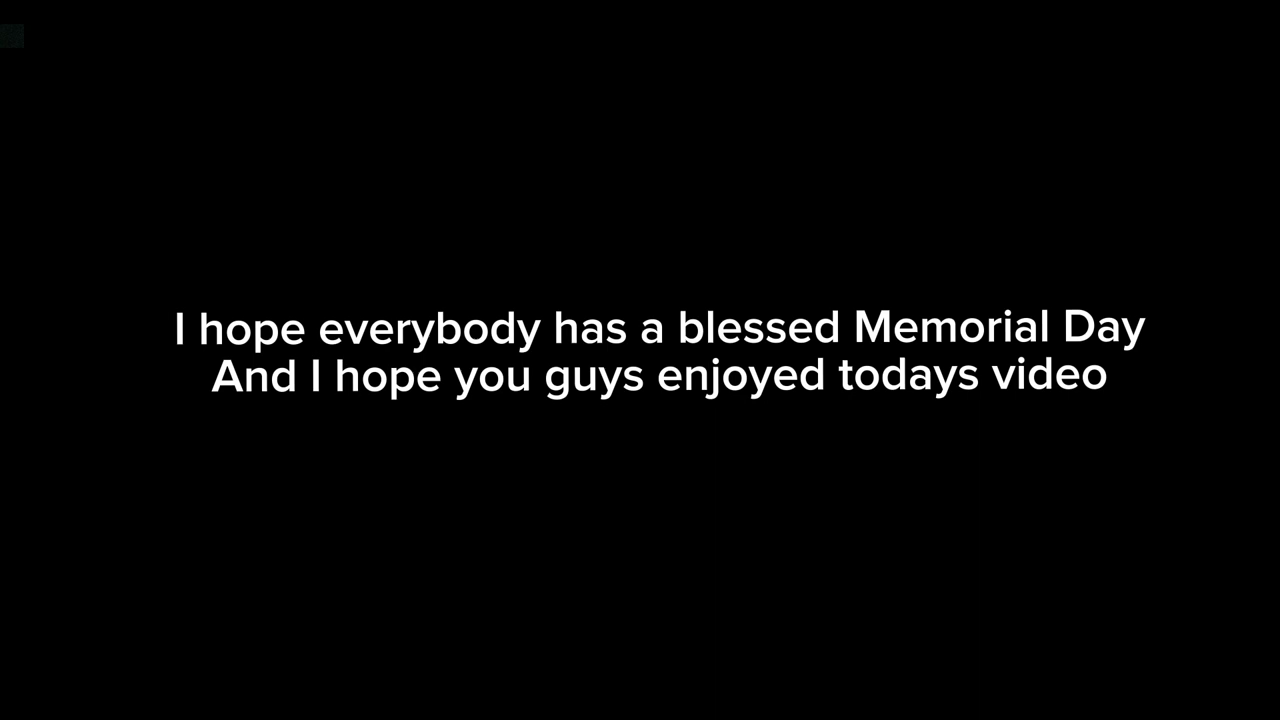 I hope everybody has a blessed Memorial Day
And I hope you guys enjoyed todays video